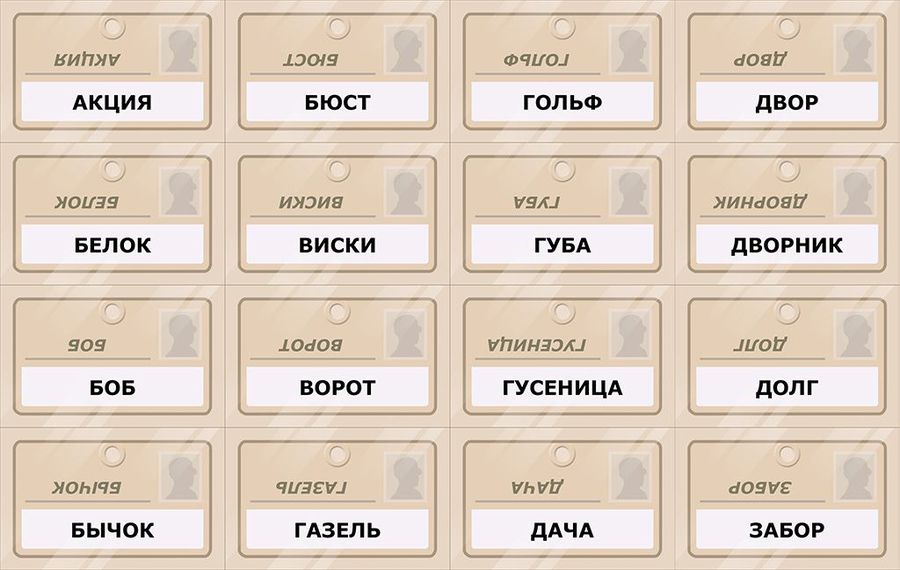 АКЦИЯ БЮСТ ГОЛЬФ ДВОР
АКЦИЯ БЮСТ ГОЛЬФ ДВОР
БЕЛОК ВИСКИ ГУБА ДВОРНИК
БЕЛОК ВИСКИ ГУБА ДВОРНИК
БОБ ВОРОТ ГУСЕНИЦА ДОЛГ
БОБ ВОРОТ ГУСЕНИЦА ДОЛГ
БЫЧОК ГАЗЕЛЬ ДАЧА ЗАБОР
БЫЧОК ГАЗЕЛЬ ДАЧА ЗАБОР